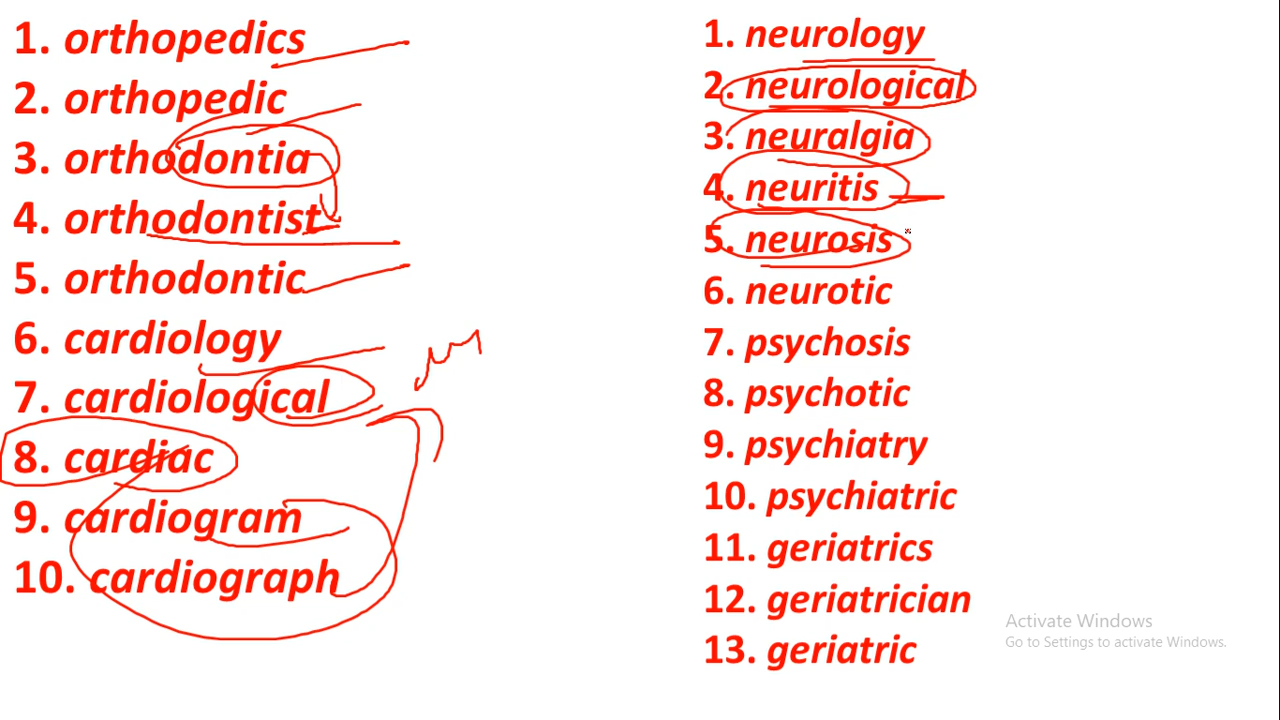 1. orthopedics
2. orthopedic
3. orthodontia
4. orthodontist
5. orthodontic
6. cardiology
7. cardiological
8. cardiac
9. cardiogram
10. cardiograph
1. neurology
2. neurological
3. neuralgia
4. neuritis
5. neurosis
6. neurotic
7. psychosis
8. psychotic
9. psychiatry
10. psychiatric
11. geriatrics
12. geriatrician
13. geriatric
Activate Windows
Go to Settings to activate Windows.